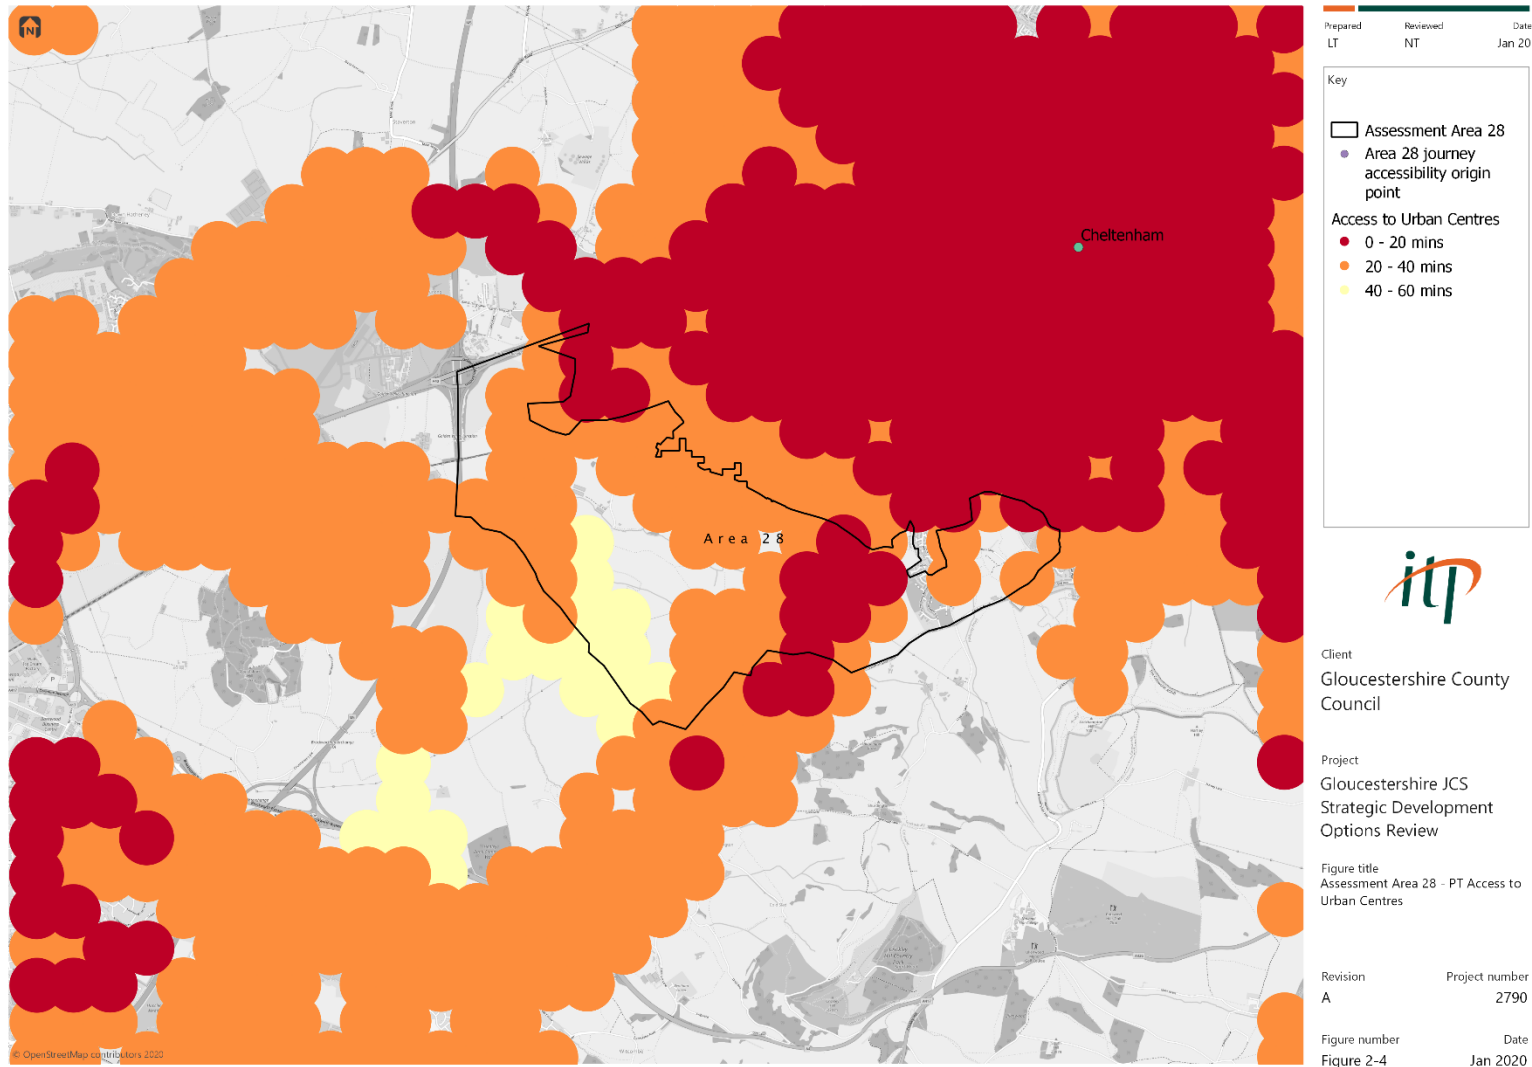 N
Cheltenham
Area 28
© OpenStreetMap contributors 2020
Prepared Reviewed Date
LT NT Jan 20
Key
Assessment Area 28
Area 28 journey
accessibility origin
point
Access to Urban Centres
0 - 20 mins
20 - 40 mins
40 - 60 mins
itp
Client
Gloucestershire County
Council
Project
Gloucestershire JCS
Strategic Development
Options Review
Figure title
Assessment Area 28 - PT Access to
Urban Centres
Revision Project number
A 2790
Figure number Date
Figure 2-4 Jan 2020